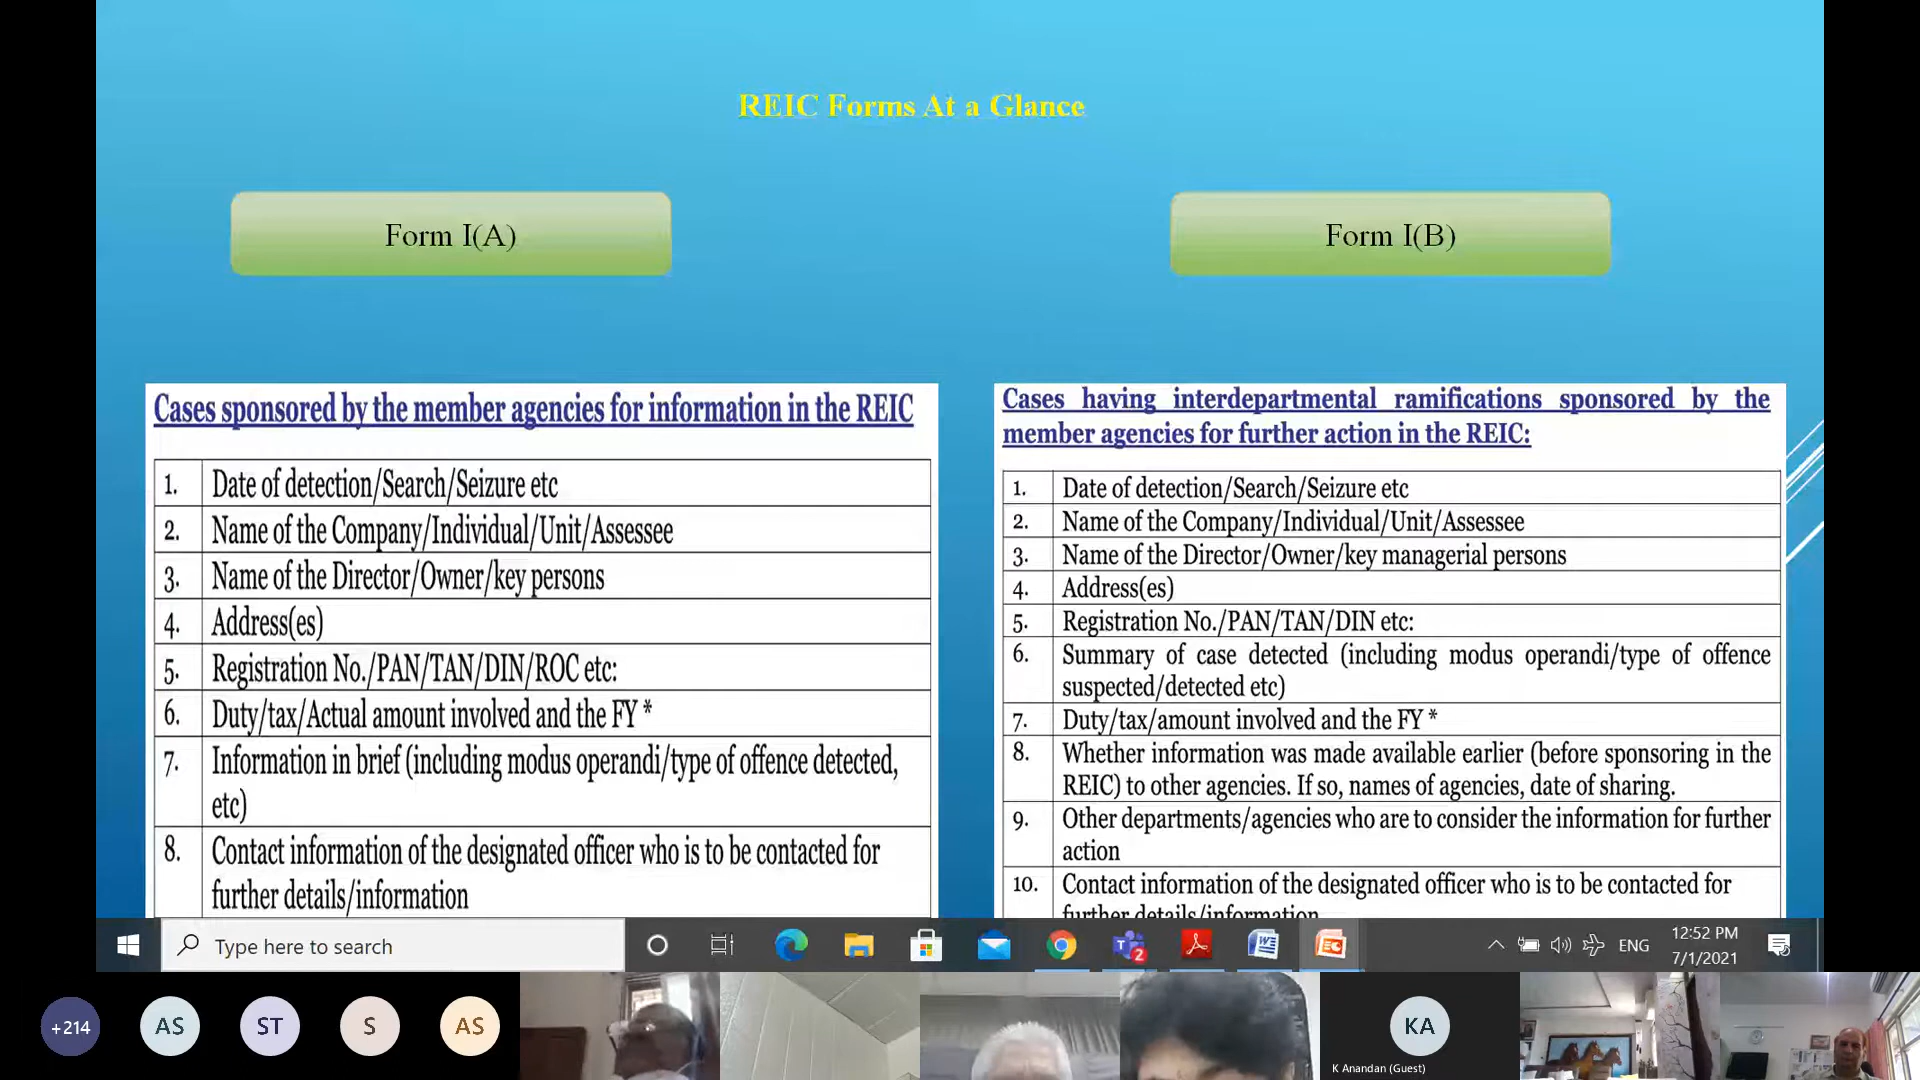 REIC Forms At a Glance
Form I(A)
Form I(B)
Cases sponsored by the member agencies for information in the REIC
1. Date of detection/Search/Seizure etc
2. Name of the Company/Individual/Unit/Assessee
3. Name of the Director/Owner/key persons
4. Address(es)
5. Registration No./PAN/TAN/DIN/ROC etc:
6. Duty/tax/Actual amount involved and the FY *
7. Information in brief (including modus operandi/type of offence detected,
etc)
8. Contact information of the designated officer who is to be contacted for
further details/information
Cases having interdepartmental ramifications sponsored by the
member agencies for further action in the REIC:
1. Date of detection/Search/Seizure etc
2. Name of the Company/Individual/Unit/Assessee
3. Name of the Director/Owner/key managerial persons
4. Address(es)
5. Registration No./PAN/TAN/DIN etc:
6. Summary of case detected (including modus operandi/type of offence
suspected/detected etc)
7. Duty/tax/amount involved and the FY *
8. Whether information was made available earlier (before sponsoring in the
REIC) to other agencies. If so, names of agencies, date of sharing.
9. Other departments/agencies who are to consider the information for further
action
10. Contact information of the designated officer who is to be contacted for
further details/information
Type here to search
2
ENG
12:52 PM
7/1/2021
+214
AS
ST
S
AS
KA
K Anandan (Guest)